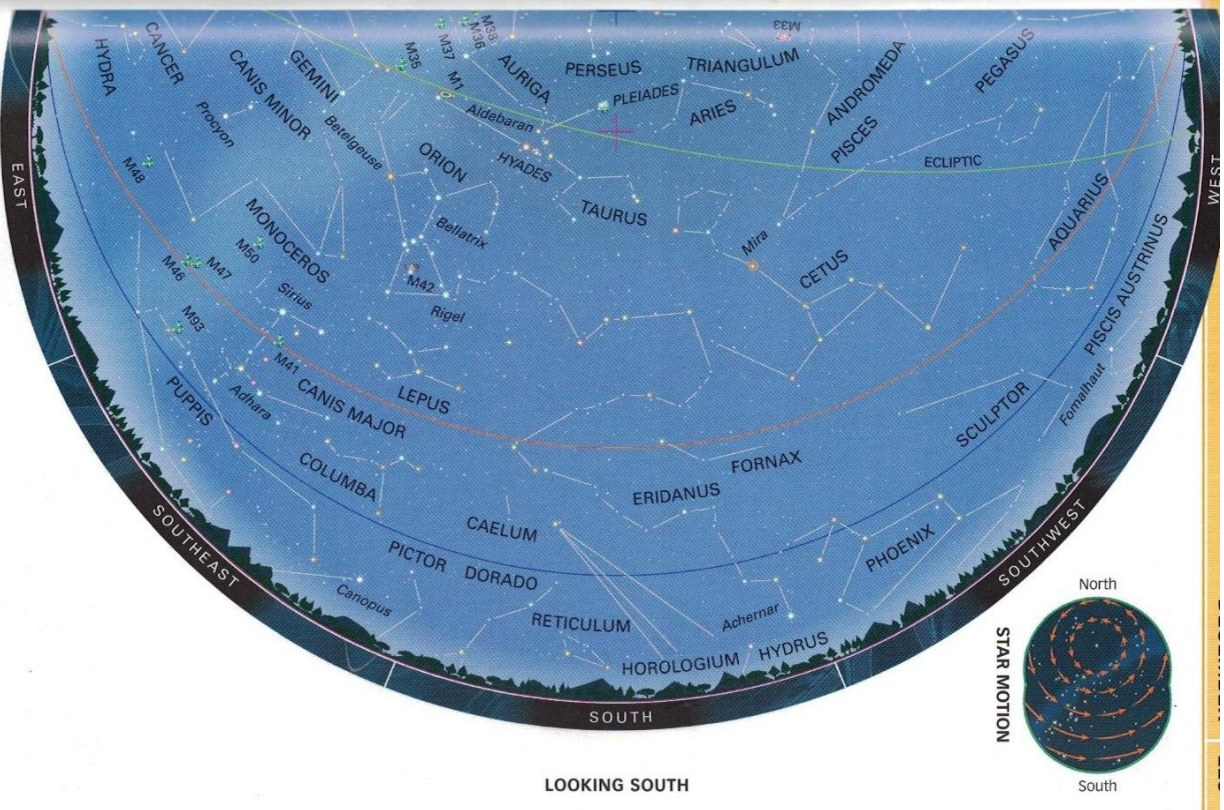 M33
M38
M36
M37
M35
M1
HYDRA
CANCER
CANIS MINOR
GEMINI
AURIGA
PERSEUS
TRIANGULUM
ANDROMEDA
PEGASUS
PLEIADES
ARIES
Procyon
Betelgeuse
Aldebaran
PISCES
ECLIPTIC
ORION
HYADES
M48
EAST
WEST
TAURUS
AQUARIUS
MONOCEROS
Bellatrix
Mira
CETUS
PISCIS AUSTRINUS
M50
M46
M47
M42
Sirius
Rigel
M93
M41
LEPUS
PUPPIS
Adhara
CANIS MAJOR
Fomalhaut
SCULPTOR
COLUMBA
FORNAX
ERIDANUS
CAELUM
PHOENIX
SOUTHEAST
SOUTHWEST
PICTOR
DORADO
Canopus
RETICULUM
Achernar
HOROLOGIUM
HYDRUS
SOUTH
North
STAR MOTION
South
LOOKING SOUTH